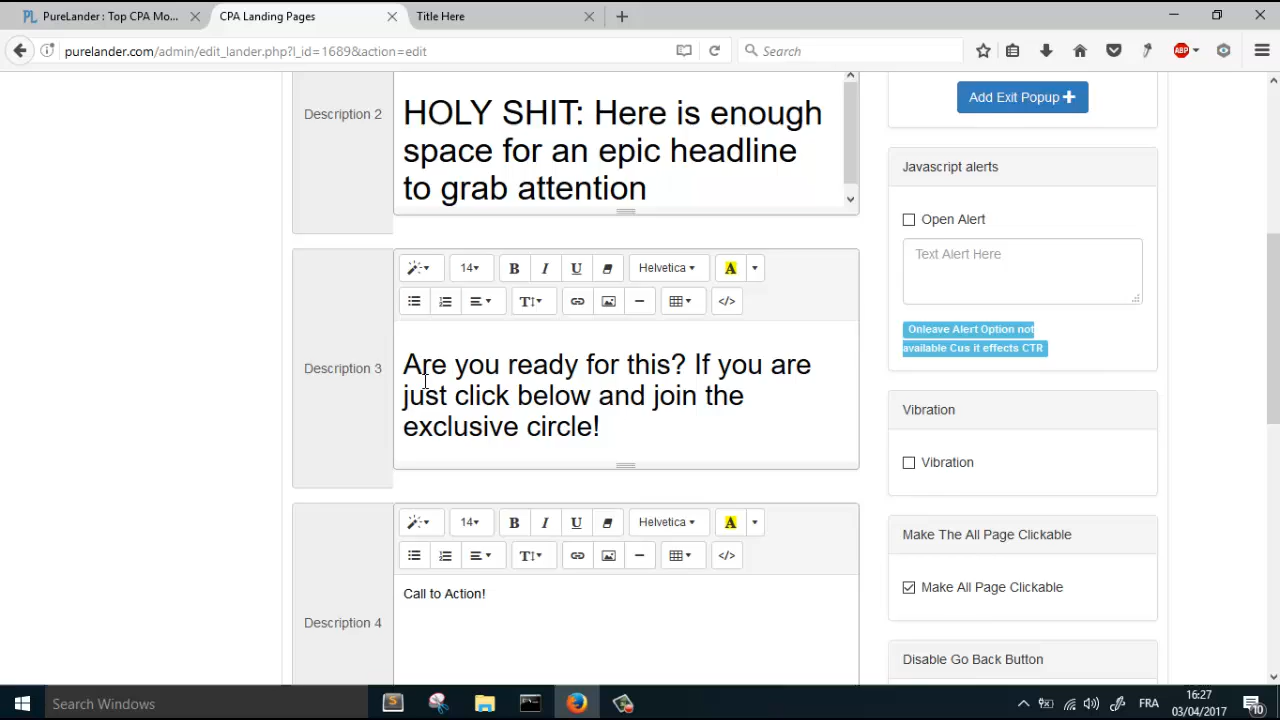 PureLander : Top CPA Mo...
CPA Landing Pages
Title Here
purelander.com/admin/edit_lander.php?l_id=1689&action=edit
Search
ABP
Description 2
HOLY SHIT: Here is enough
space for an epic headline
to grab attention
Add Exit Popup
Javascript alerts
Open Alert
Text Alert Here
Onleave Alert Option not
available Cus it effects CTR
Description 3
14
B
I
U
Helvetica
A
T
</>
Are you ready for this? If you are
just click below and join the
exclusive circle!
Vibration
Vibration
Description 4
14
B
I
U
Helvetica
A
T
</>
Call to Action!
Make The All Page Clickable
Make All Page Clickable
Disable Go Back Button
Search Windows
FRA
16:27
03/04/2017
10